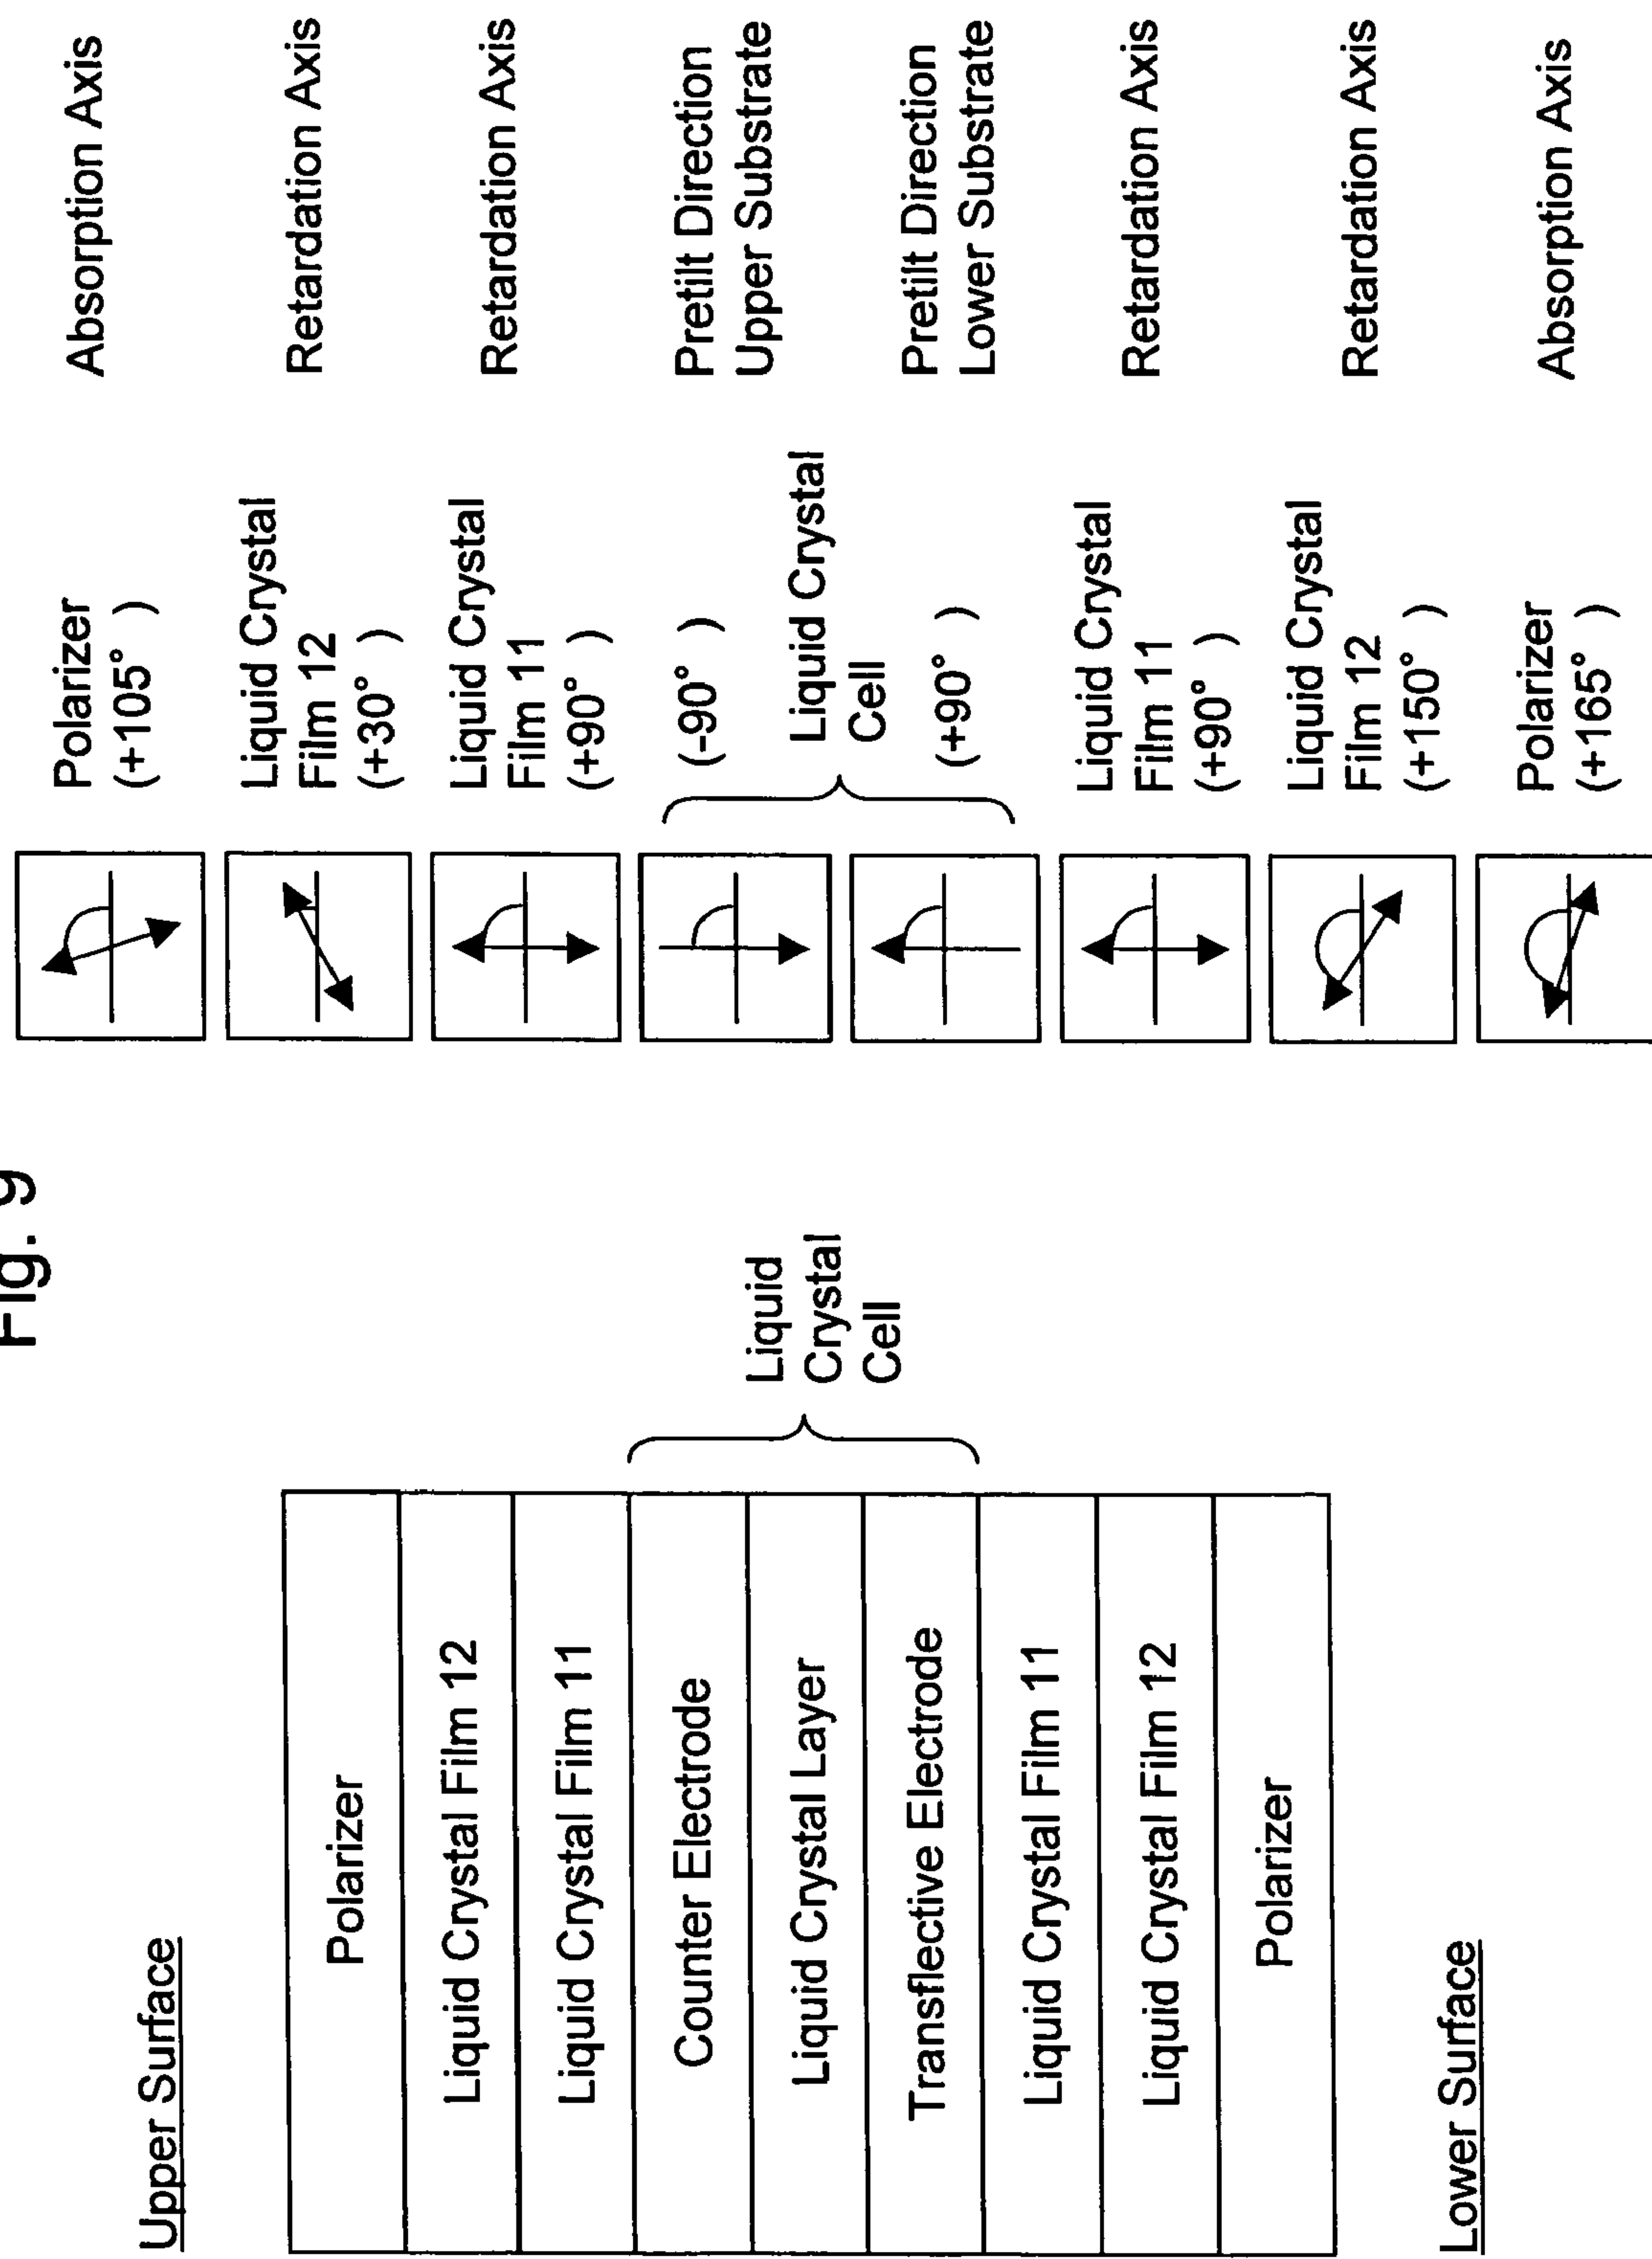 Fig. 9
Upper Surface
Polarizer
Liquid Crystal Film 12
Liquid Crystal Film 11
Counter Electrode
Liquid Crystal Layer
Transflective Electrode
Liquid Crystal Film 11
Liquid Crystal Film 12
Polarizer
Lower Surface
Liquid
Crystal
Cell
Polarizer
(+105° )
Absorption Axis
Liquid Crystal
Film 12
(+30° )
Retardation Axis
Liquid Crystal
Film 11
(+90° )
Retardation Axis
(-90° )
Pretilt Direction
Upper Substrate
Liquid Crystal
Cell
(+90° )
Pretilt Direction
Lower Substrate
Liquid Crystal
Film 11
(+90° )
Retardation Axis
Liquid Crystal
Film 12
(+150° )
Retardation Axis
Polarizer
(+165° )
Absorption Axis